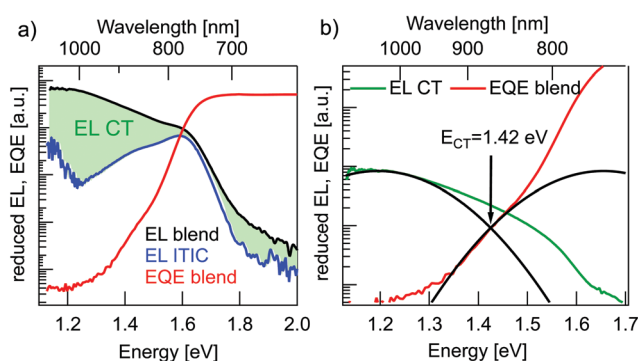 Wavelength [nm]
a)
1000
800
700
reduced EL, EQE [a.u.]
EL CT
EL blend
EL ITIC
EQE blend
1.2
1.4
1.6
1.8
2.0
Energy [eV]
Wavelength [nm]
b)
1000
900
800
reduced EL, EQE [a.u.]
EL CT
EQE blend
E_CT=1.42 eV
1.2
1.3
1.4
1.5
1.6
1.7
Energy [eV]